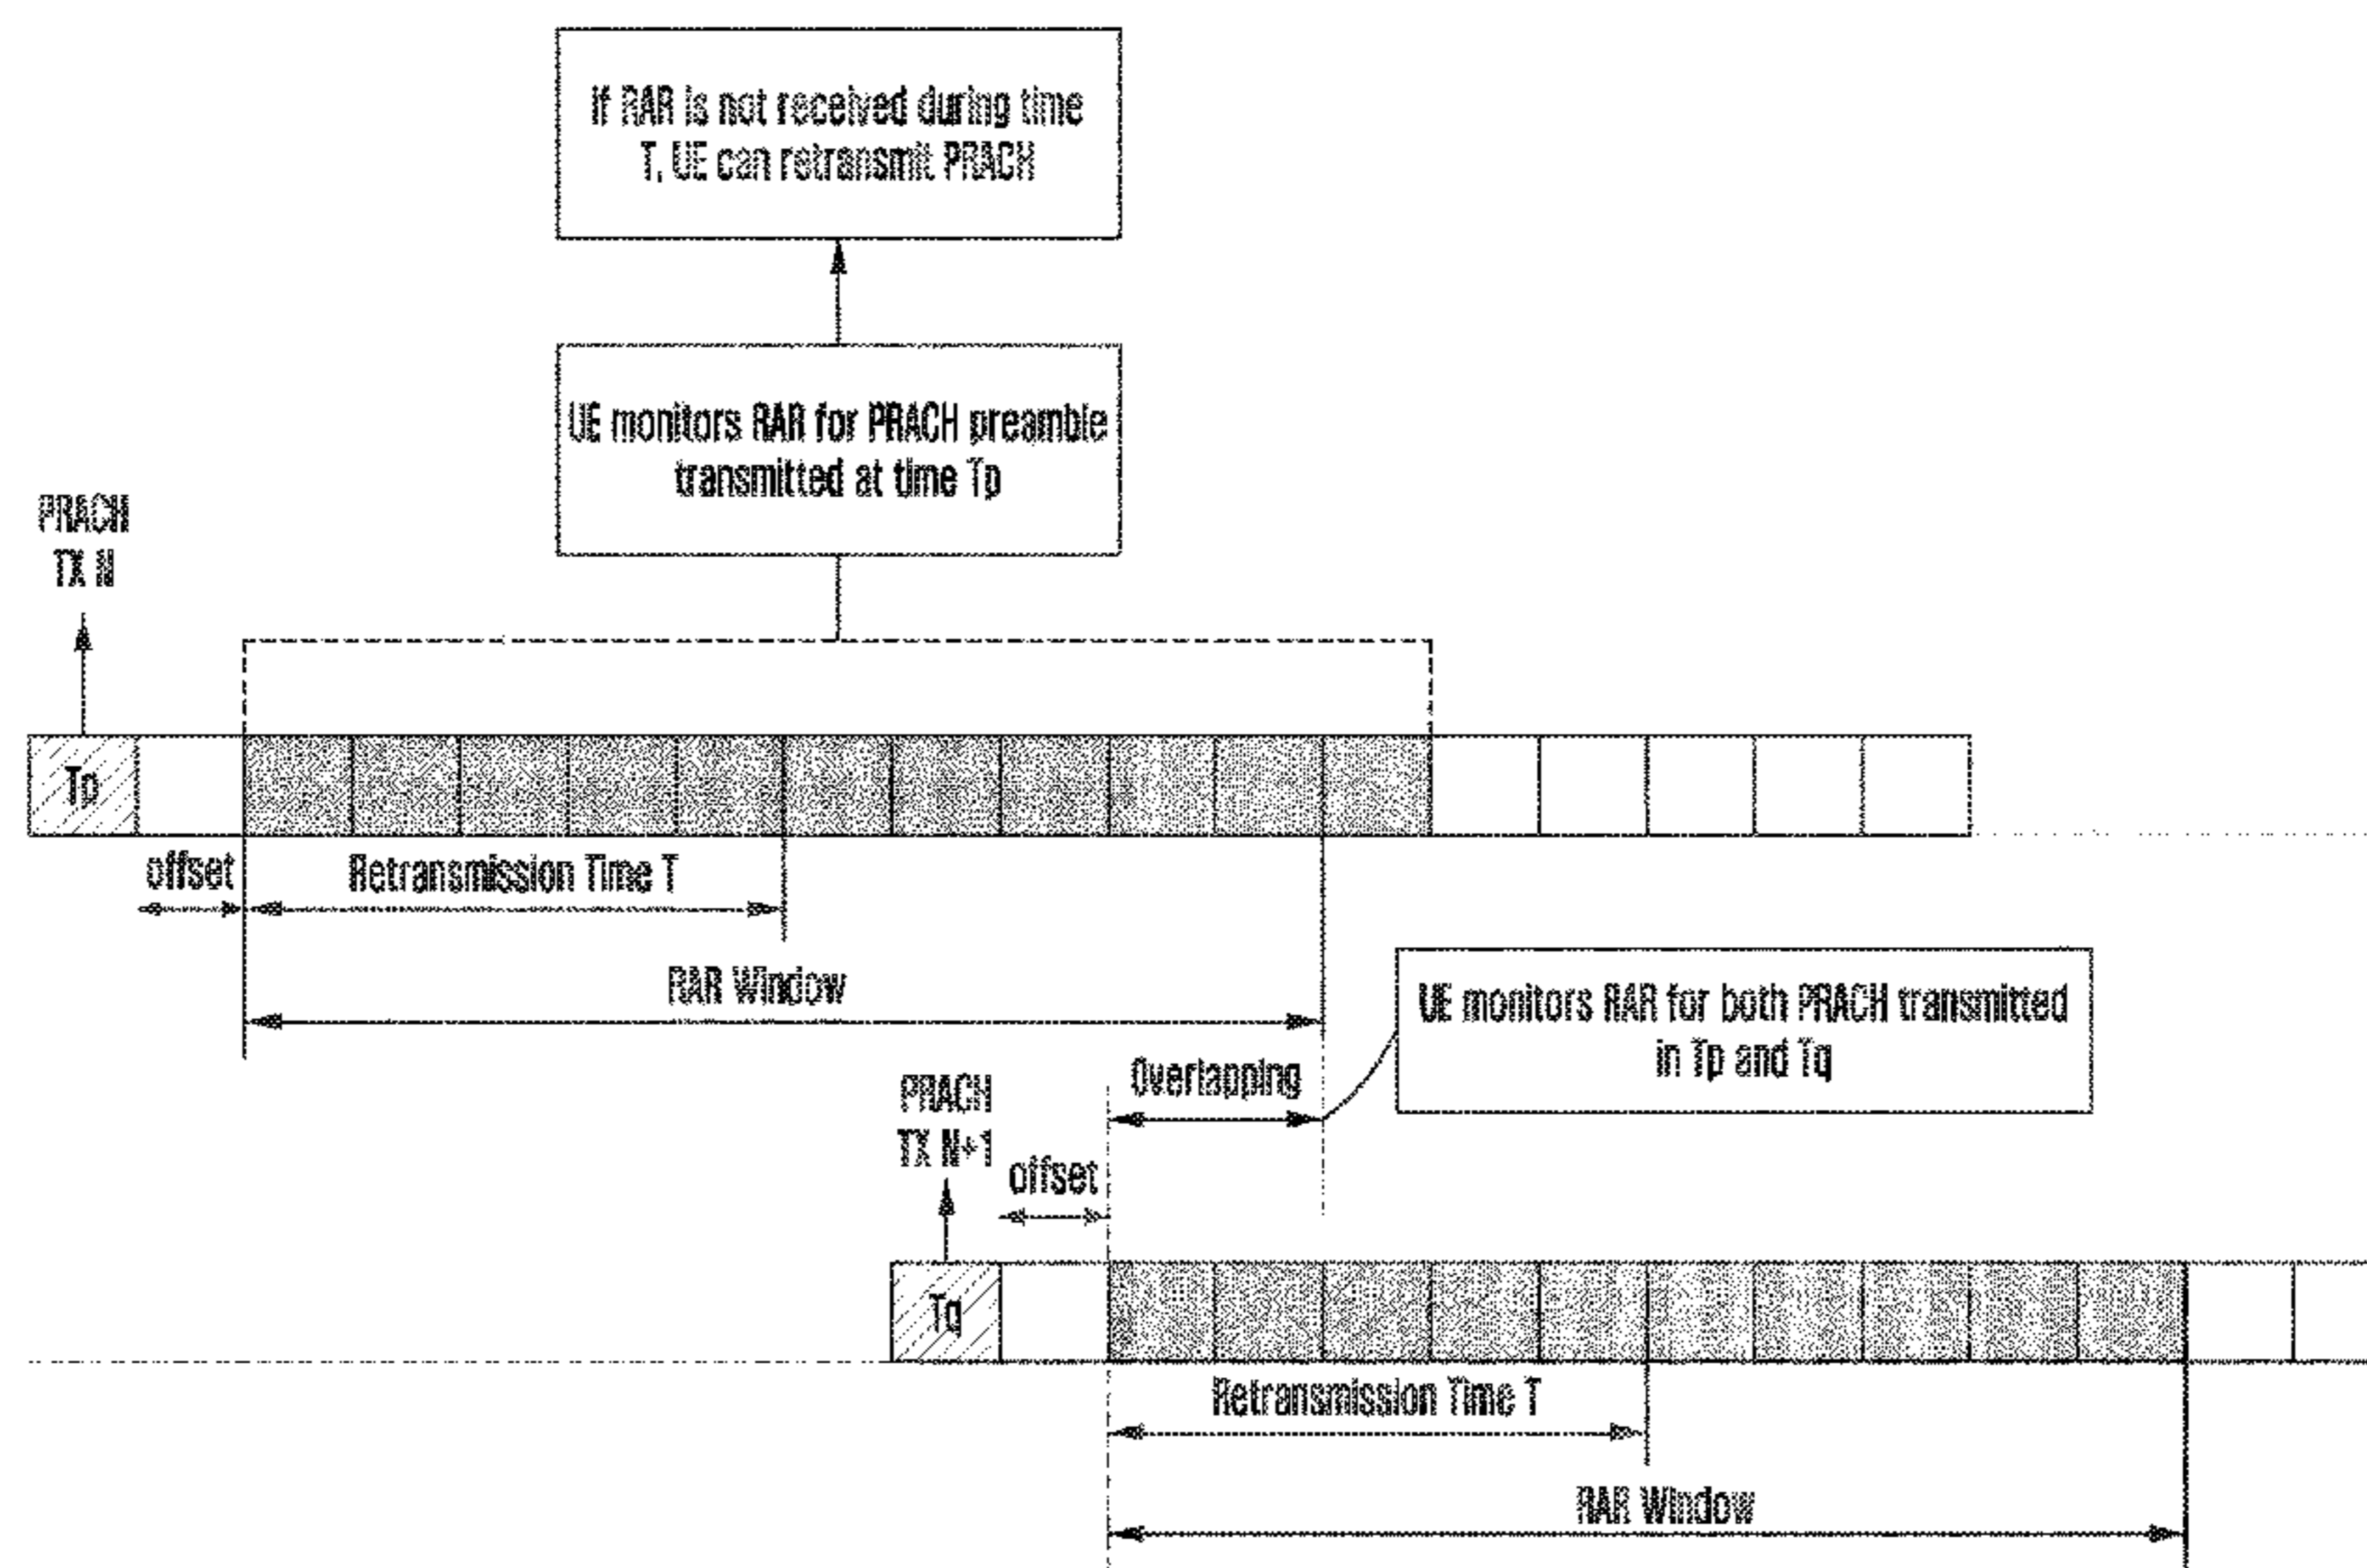 If RAR is not received during time
T, UE can retransmit PRACH
UE monitors RAR for PRACH preamble
transmitted at time Tp
PRACH
TX N
Tp
offset
Retransmission Time T
RAR Window
UE monitors RAR for both PRACH transmitted
in Tp and Tq
Overlapping
PRACH
TX N+1
offset
Tq
Retransmission Time T
RAR Window